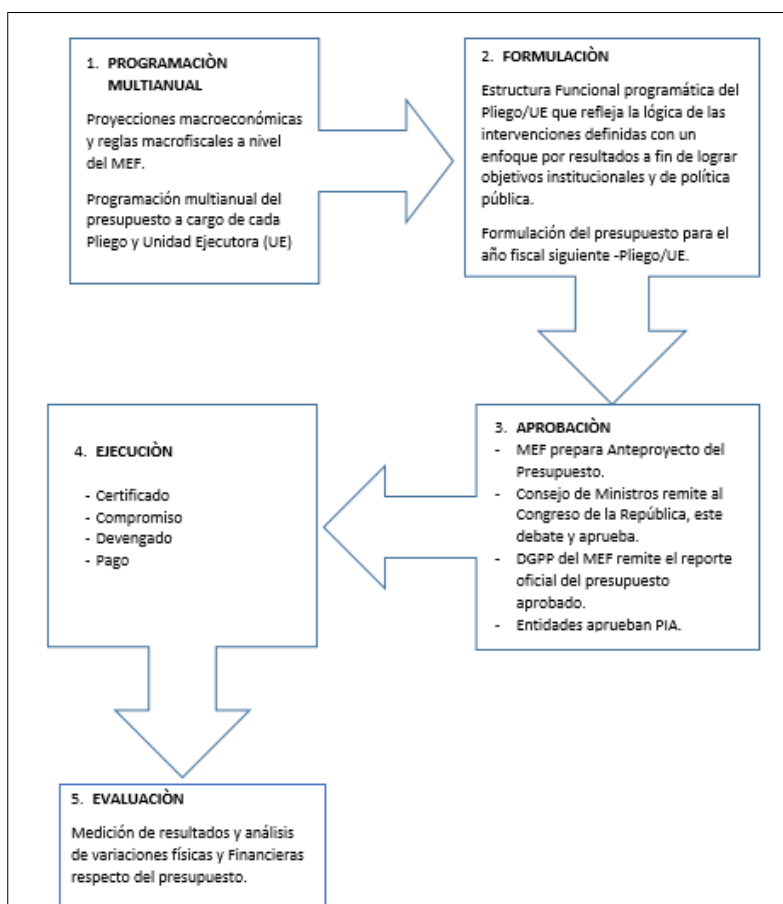 1. PROGRAMACIÒN
MULTIANUAL
Proyecciones macroeconómicas
y reglas macrofiscales a nivel
del MEF.
Programación multianual del
presupuesto a cargo de cada
Pliego y Unidad Ejecutora (UE)
2. FORMULACIÒN
Estructura Funcional programática del
Pliego/UE que refleja la lógica de las
intervenciones definidas con un
enfoque por resultados a fin de lograr
objetivos institucionales y de política
pública.
Formulación del presupuesto para el
año fiscal siguiente -Pliego/UE.
3. APROBACIÒN
- MEF prepara Anteproyecto del
Presupuesto.
- Consejo de Ministros remite al
Congreso de la República, este
debate y aprueba.
- DGPP del MEF remite el reporte
oficial del presupuesto
aprobado.
- Entidades aprueban PIA.
4. EJECUCIÒN
- Certificado
- Compromiso
- Devengado
- Pago
5. EVALUACIÒN
Medición de resultados y análisis
de variaciones físicas y Financieras
respecto del presupuesto.